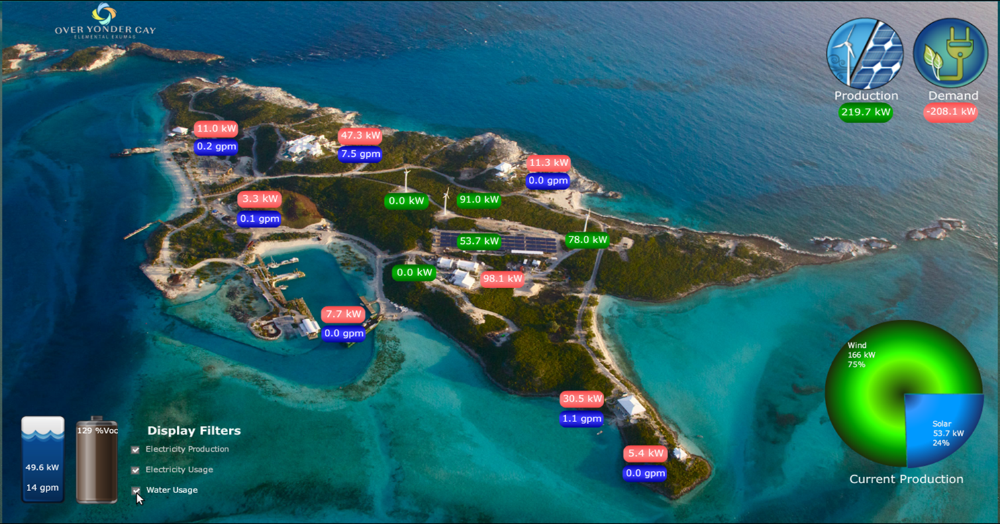 OVER YONDER CAY
ELEMENTAL EXUMAS
Production
219.7 kW
Demand
-208.1 kW
11.0 kW
0.2 gpm
47.3 kW
7.5 gpm
11.3 kW
0.0 gpm
3.3 kW
0.1 gpm
0.0 kW
91.0 kW
53.7 kW
78.0 kW
0.0 kW
98.1 kW
7.7 kW
0.0 gpm
30.5 kW
1.1 gpm
5.4 kW
0.0 gpm
Wind
166 kW
75%
Solar
53.7 kW
24%
Current Production
49.6 kW
14 gpm
129 %Voc
Display Filters
Electricity Production
Electricity Usage
Water Usage